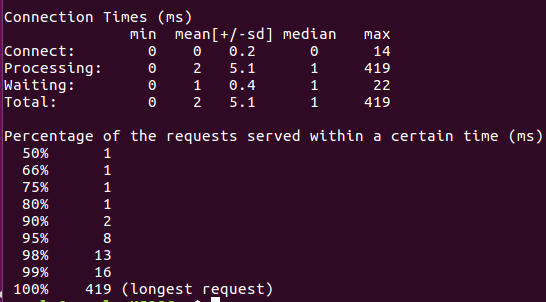 Connection Times (ms)
min mean[+/-sd] median max
Connect: 0 0 0.2 0 14
Processing: 0 2 5.1 1 419
Waiting: 0 1 0.4 1 22
Total: 0 2 5.1 1 419
Percentage of the requests served within a certain time (ms)
50% 1
66% 1
75% 1
80% 1
90% 2
95% 8
98% 13
99% 16
100% 419 (longest request)